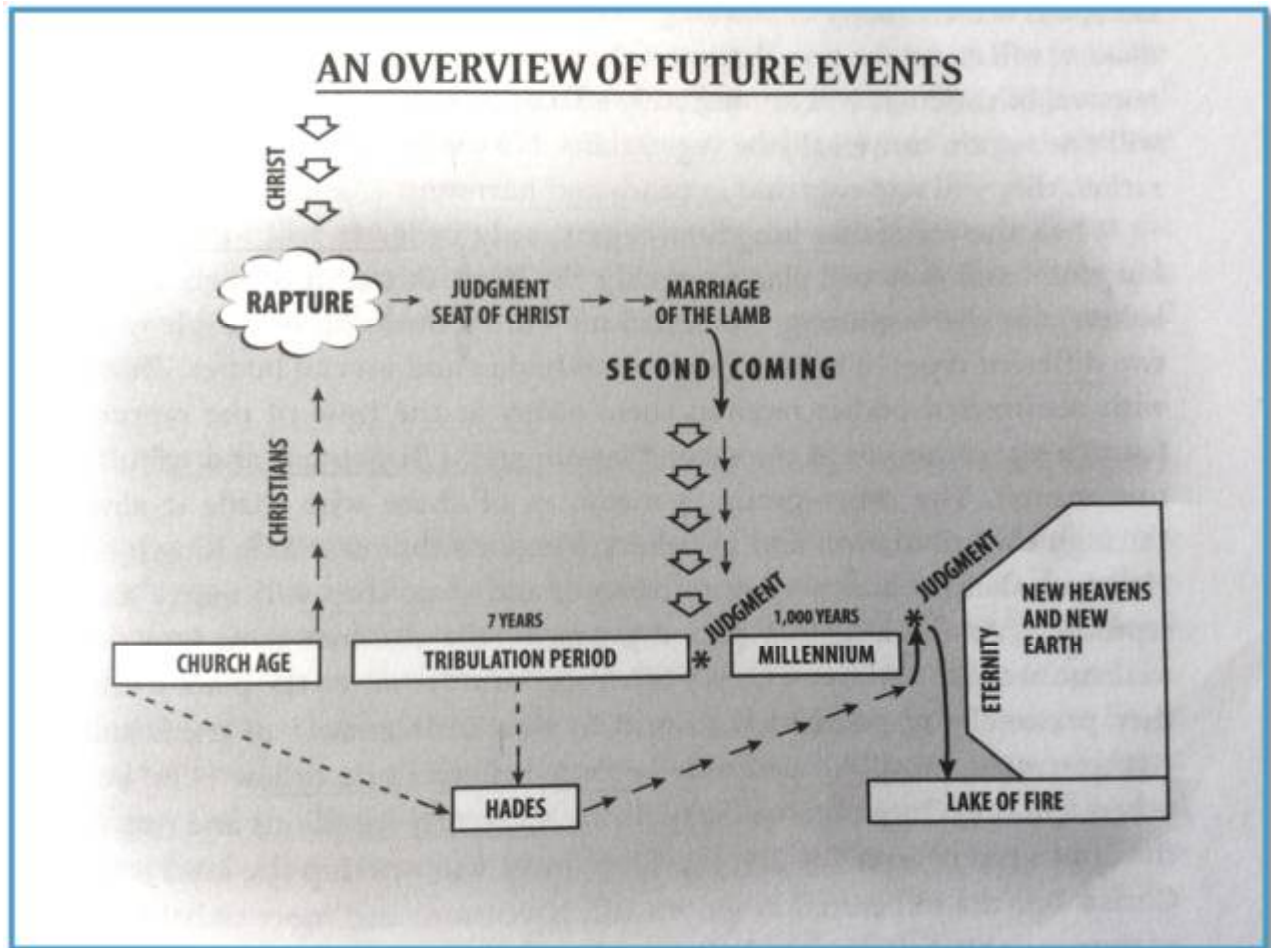 AN OVERVIEW OF FUTURE EVENTS
CHRIST
RAPTURE
JUDGMENT
SEAT OF CHRIST
MARRIAGE
OF THE LAMB
SECOND COMING
CHRISTIANS
7 YEARS
JUDGMENT
1,000 YEARS
JUDGMENT
CHURCH AGE
TRIBULATION PERIOD
*
MILLENNIUM
*
ETERNITY
NEW HEAVENS
AND NEW
EARTH
HADES
LAKE OF FIRE